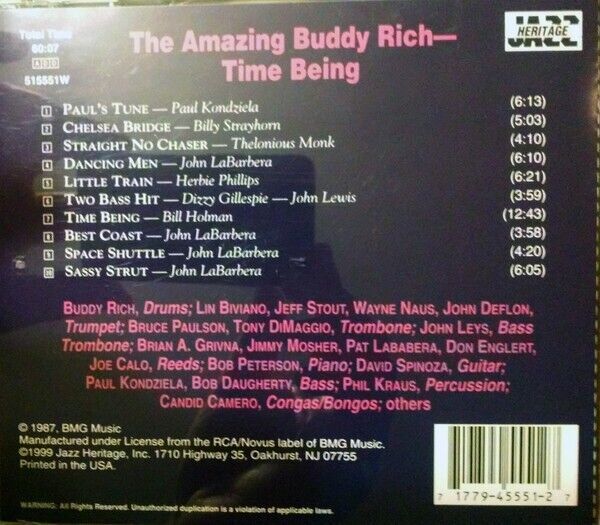 Total Time
60:07
A D D
515551W
The Amazing Buddy Rich—
Time Being
HERITAGE
JAZZ
1 PAUL'S TUNE — Paul Kondziela (6:13)
2 CHELSEA BRIDGE — Billy Strayhorn (5:03)
3 STRAIGHT NO CHASER — Thelonious Monk (4:10)
4 DANCING MEN — John LaBarbera (6:10)
5 LITTLE TRAIN — Herbie Phillips (6:21)
6 TWO BASS HIT — Dizzy Gillespie — John Lewis (3:59)
7 TIME BEING — Bill Holman (12:43)
8 BEST COAST — John LaBarbera (3:58)
9 SPACE SHUTTLE — John LaBarbera (4:20)
10 SASSY STRUT — John LaBarbera (6:05)
BUDDY RICH, Drums; LIN BIVIANO, JEFF STOUT, WAYNE NAUS, JOHN DEFLON,
Trumpet; BRUCE PAULSON, TONY DIMAGGIO, Trombone; JOHN LEYS, Bass
Trombone; BRIAN A. GRIVNA, JIMMY MOSHER, PAT LABABERA, DON ENGLERT,
JOE CALO, Reeds; BOB PETERSON, Piano; DAVID SPINOZA, Guitar;
PAUL KONDZIELA, BOB DAUGHERTY, Bass; PHIL KRAUS, Percussion;
CANDID CAMERO, Congas/Bongos; others
© 1987, BMG Music
Manufactured under License from the RCA/Novus label of BMG Music.
©1999 Jazz Heritage, Inc. 1710 Highway 35, Oakhurst, NJ 07755
Printed in the USA.
WARNING: All Rights Reserved. Unauthorized duplication is a violation of applicable laws.
7 17794-5551-2 7